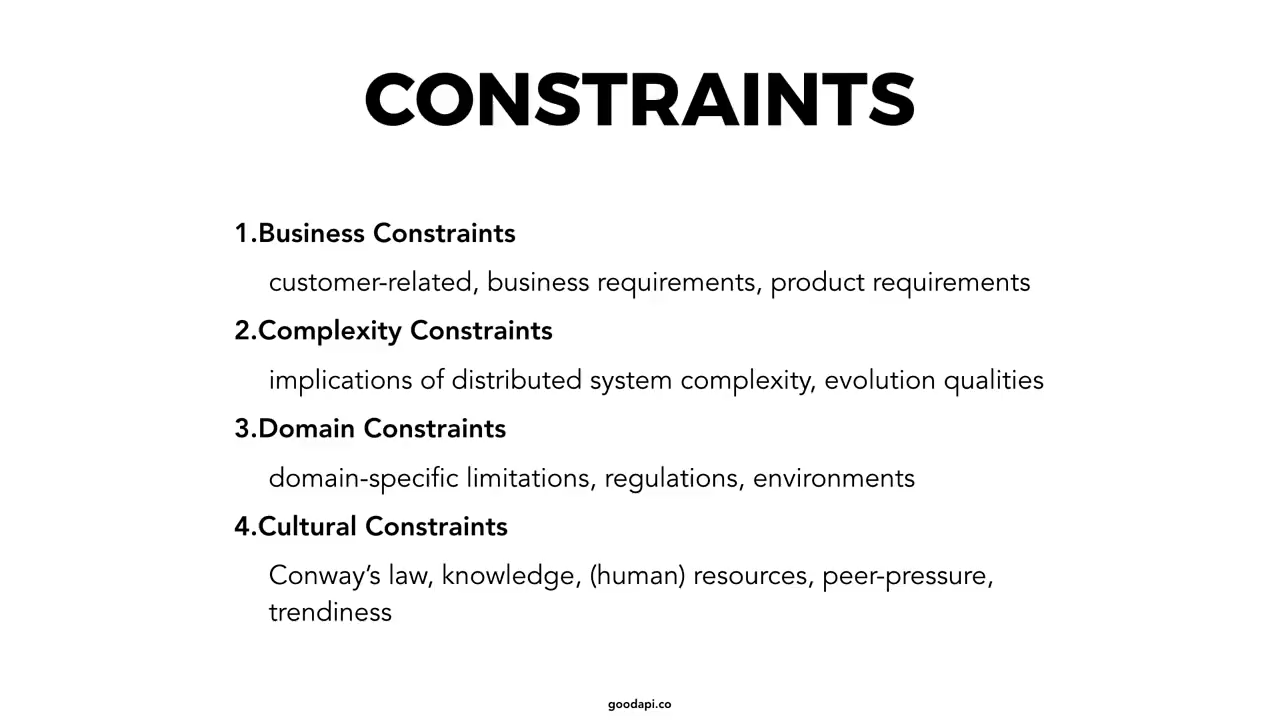 CONSTRAINTS
1.Business Constraints
customer-related, business requirements, product requirements
2.Complexity Constraints
implications of distributed system complexity, evolution qualities
3.Domain Constraints
domain-specific limitations, regulations, environments
4.Cultural Constraints
Conway’s law, knowledge, (human) resources, peer-pressure,
trendiness
goodapi.co